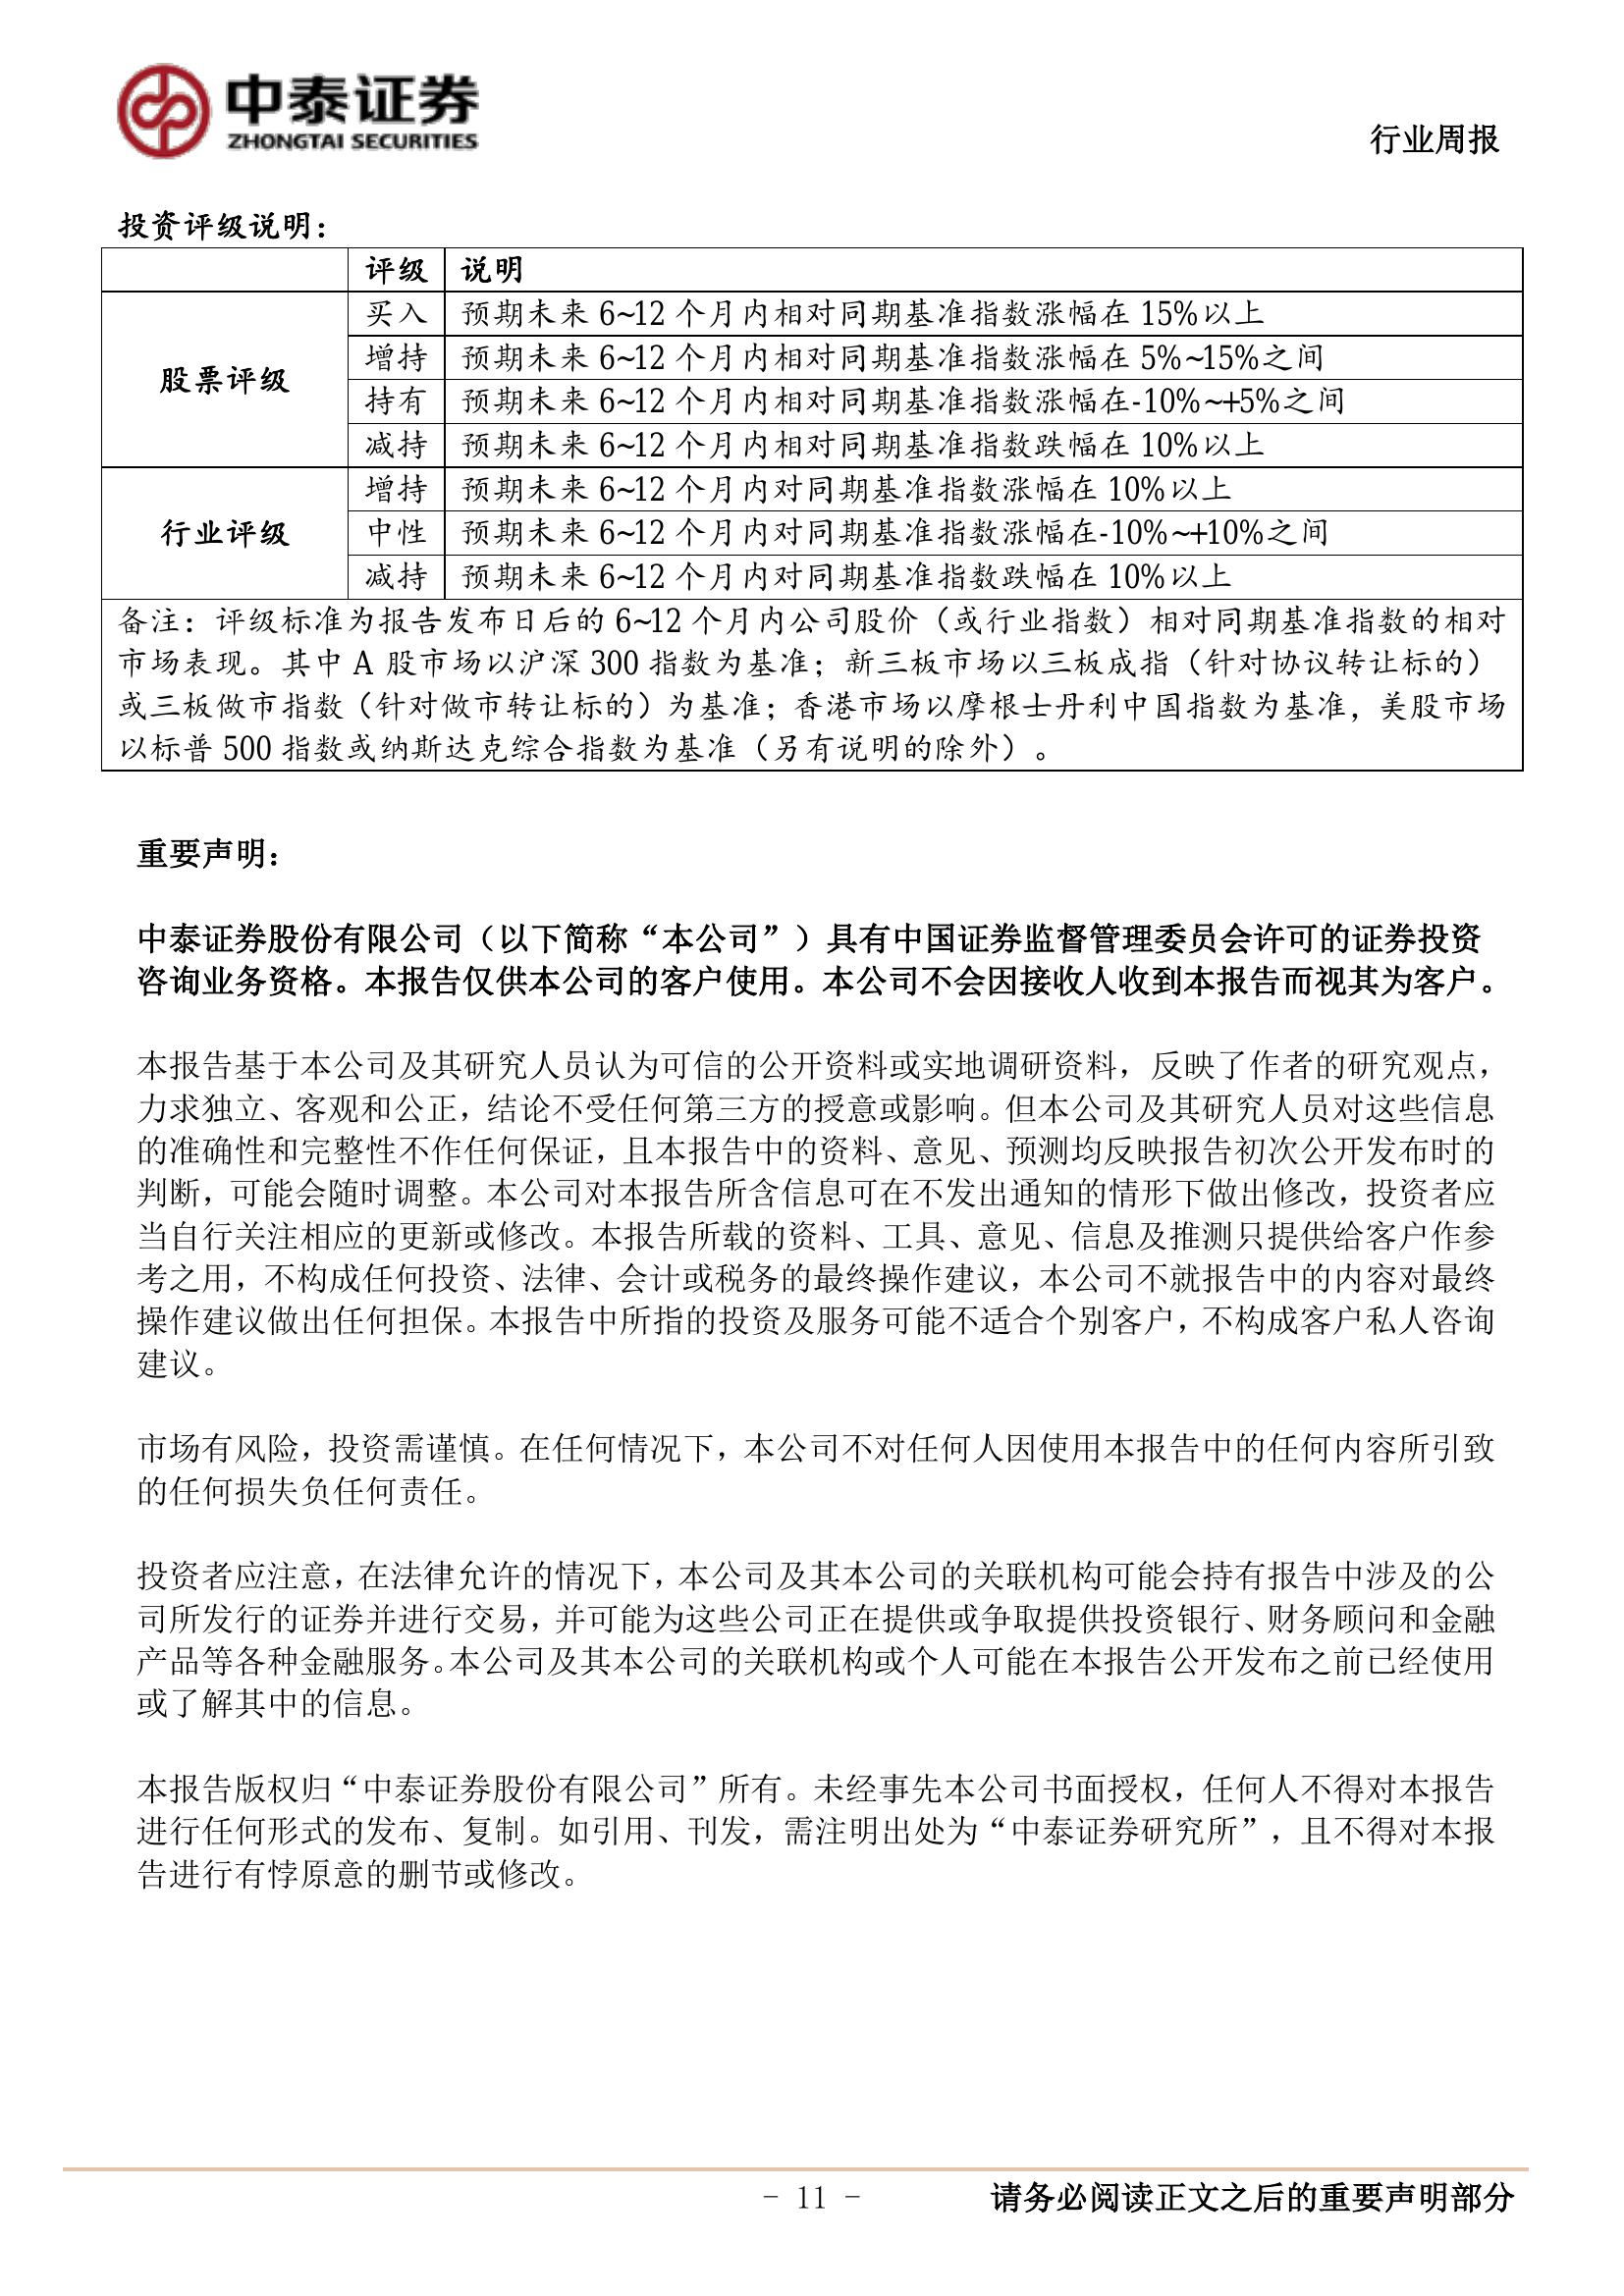 中泰证券
ZHONGTAI SECURITIES
行业周报
投资评级说明：
评级 说明
股票评级
买入 预期未来 6~12 个月内相对同期基准指数涨幅在 15%以上
增持 预期未来 6~12 个月内相对同期基准指数涨幅在 5%~15%之间
持有 预期未来 6~12 个月内相对同期基准指数涨幅在-10%~+5%之间
减持 预期未来 6~12 个月内相对同期基准指数跌幅在 10%以上
行业评级
增持 预期未来 6~12 个月内对同期基准指数涨幅在 10%以上
中性 预期未来 6~12 个月内对同期基准指数涨幅在-10%~+10%之间
减持 预期未来 6~12 个月内对同期基准指数跌幅在 10%以上
备注：评级标准为报告发布日后的 6~12 个月内公司股价（或行业指数）相对同期基准指数的相对
市场表现。其中 A 股市场以沪深 300 指数为基准；新三板市场以三板成指（针对协议转让标的）
或三板做市指数（针对做市转让标的）为基准；香港市场以摩根士丹利中国指数为基准，美股市场
以标普 500 指数或纳斯达克综合指数为基准（另有说明的除外）。
重要声明：
中泰证券股份有限公司（以下简称“本公司”）具有中国证券监督管理委员会许可的证券投资
咨询业务资格。本报告仅供本公司的客户使用。本公司不会因接收人收到本报告而视其为客户。
本报告基于本公司及其研究人员认为可信的公开资料或实地调研资料，反映了作者的研究观点，
力求独立、客观和公正，结论不受任何第三方的授意或影响。但本公司及其研究人员对这些信息
的准确性和完整性不作任何保证，且本报告中的资料、意见、预测均反映报告初次公开发布时的
判断，可能会随时调整。本公司对本报告所含信息可在不发出通知的情形下做出修改，投资者应
当自行关注相应的更新或修改。本报告所载的资料、工具、意见、信息及推测只提供给客户作参
考之用，不构成任何投资、法律、会计或税务的最终操作建议，本公司不就报告中的内容对最终
操作建议做出任何担保。本报告中所指的投资及服务可能不适合个别客户，不构成客户私人咨询
建议。
市场有风险，投资需谨慎。在任何情况下，本公司不对任何人因使用本报告中的任何内容所引致
的任何损失负任何责任。
投资者应注意，在法律允许的情况下，本公司及其本公司的关联机构可能会持有报告中涉及的公
司所发行的证券并进行交易，并可能为这些公司正在提供或争取提供投资银行、财务顾问和金融
产品等各种金融服务。本公司及其本公司的关联机构或个人可能在本报告公开发布之前已经使用
或了解其中的信息。
本报告版权归“中泰证券股份有限公司”所有。未经事先本公司书面授权，任何人不得对本报告
进行任何形式的发布、复制。如引用、刊发，需注明出处为“中泰证券研究所”，且不得对本报
告进行有悖原意的删节或修改。
- 11 -
请务必阅读正文之后的重要声明部分